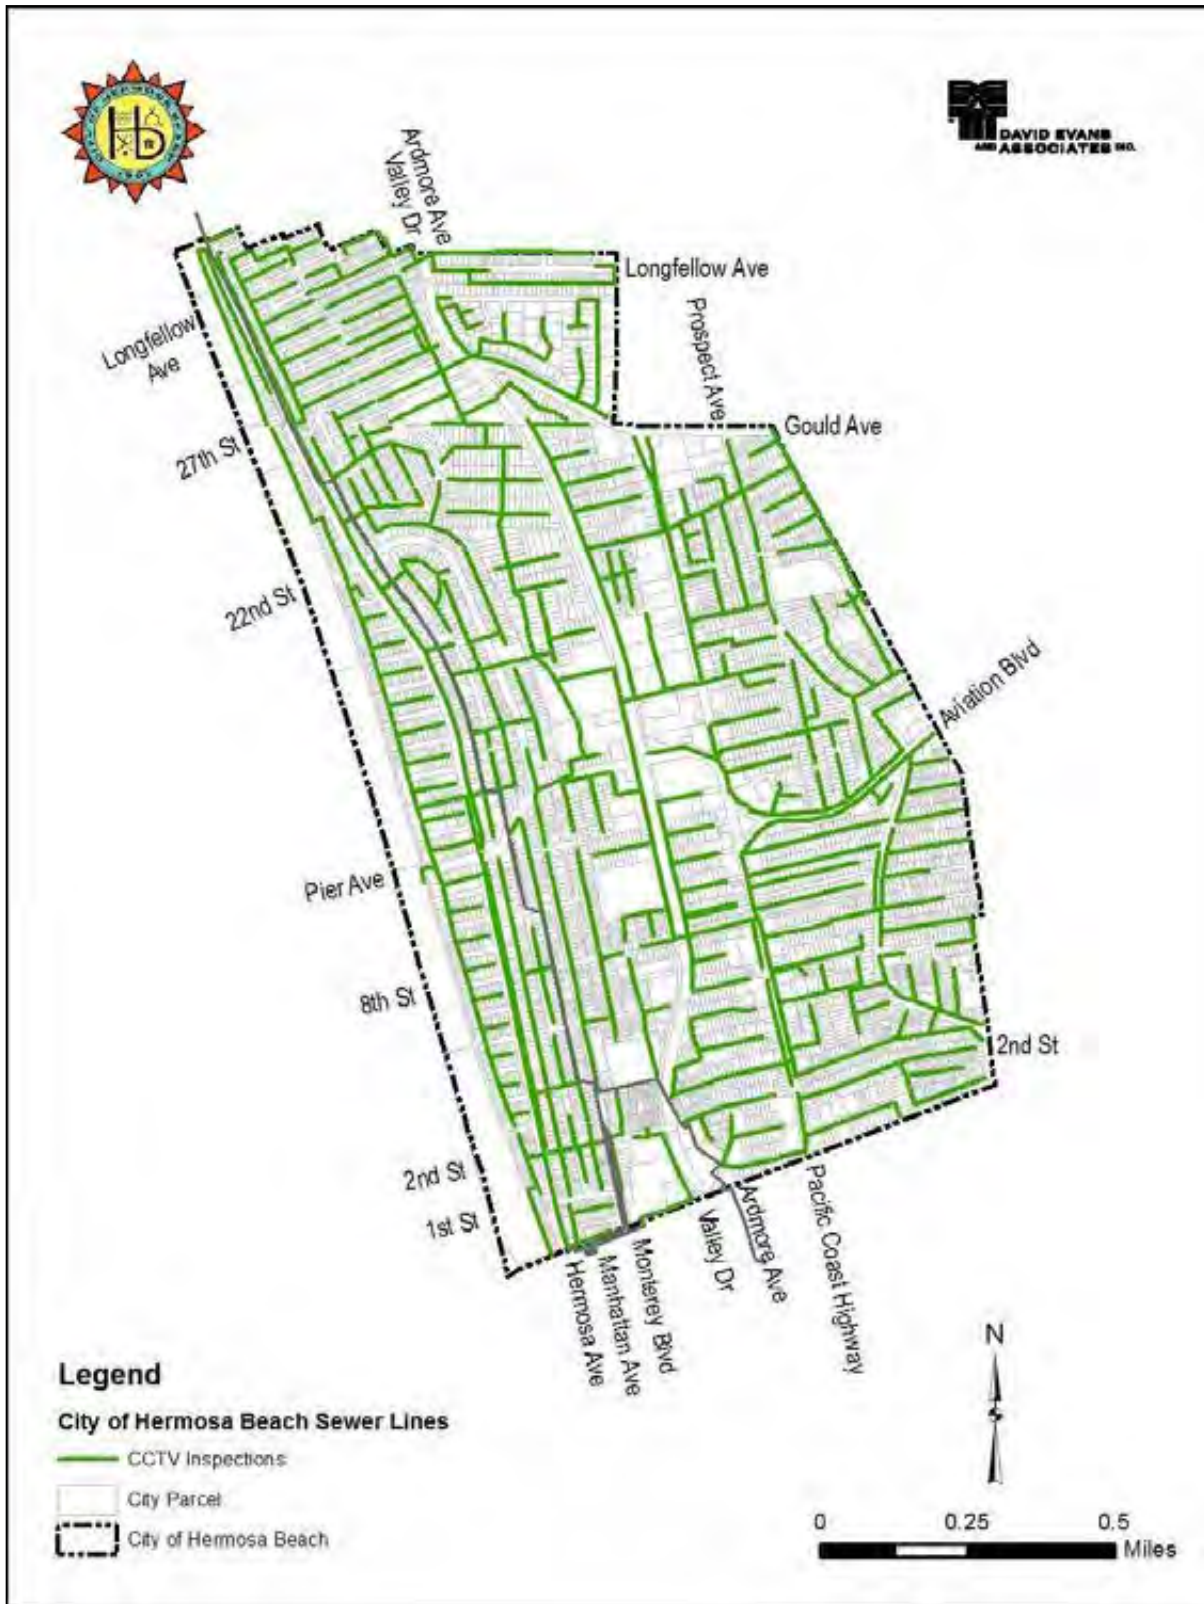 DAVID EVANS
AND ASSOCIATES INC.
Ardmore Ave
Valley Dr
Longfellow Ave
Prospect Ave
Longfellow
Ave
Gould Ave
27th St
22nd St
Aviation Blvd
Pier Ave
8th St
2nd St
2nd St
1st St
Hermosa Ave
Manhattan Ave
Monterey Blvd
Valley Dr
Ardmore Ave
Pacific Coast Highway
N
Legend
City of Hermosa Beach Sewer Lines
CCTV Inspections
City Parcel
City of Hermosa Beach
0 0.25 0.5
Miles